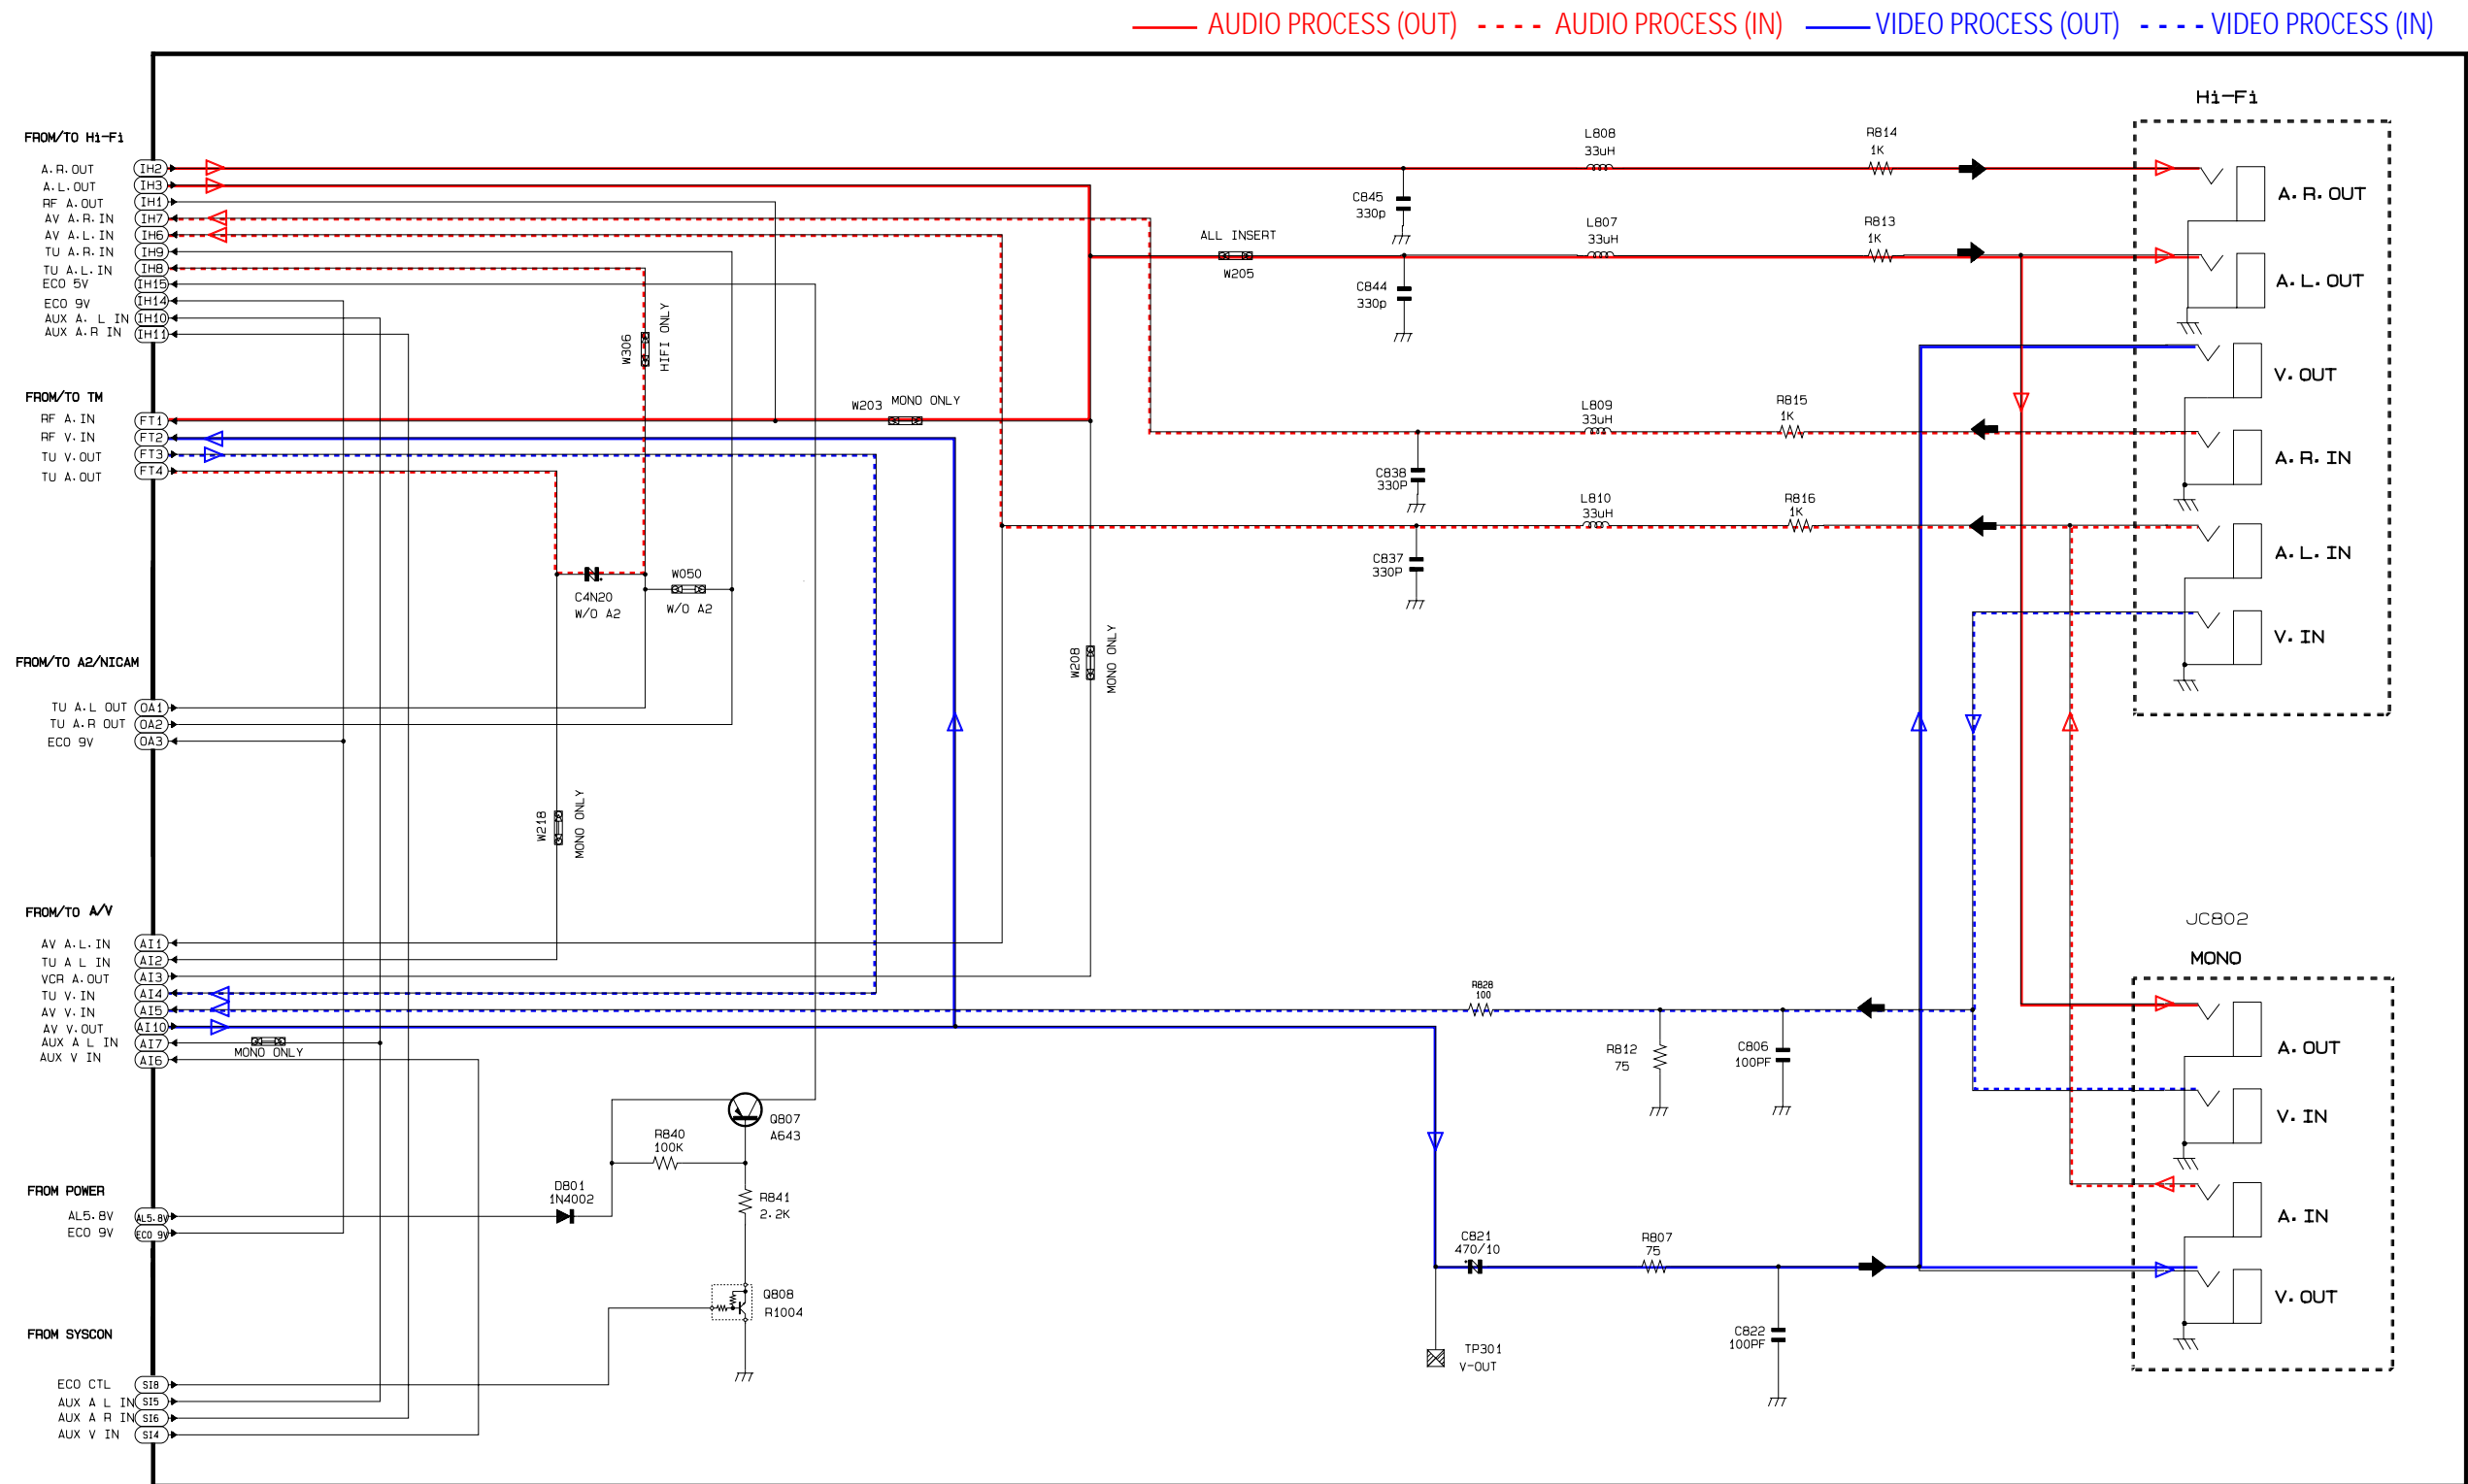 AUDIO PROCESS (OUT) AUDIO PROCESS (IN) VIDEO PROCESS (OUT) VIDEO PROCESS (IN)
FROM/TO Hi-Fi
A.R.OUT IH2
A.L.OUT IH3
RF A.OUT IH1
AV A.R.IN IH7
AV A.L.IN IH6
TU A.R.IN IH9
TU A.L.IN IH8
ECO 5V IH15
ECO 9V IH14
AUX A. L IN IH10
AUX A.R IN IH11
FROM/TO TM
RF A.IN FT1
RF V.IN FT2
TU V.OUT FT3
TU A.OUT FT4
FROM/TO A2/NICAM
TU A.L OUT OA1
TU A.R OUT OA2
ECO 9V OA3
FROM/TO A/V
AV A.L.IN AI1
TU A L IN AI2
VCR A.OUT AI3
TU V.IN AI4
AV V.IN AI5
AV V.OUT AI10
AUX A L IN AI7
AUX V IN AI6
MONO ONLY
FROM POWER
AL5.8V AL5.8V
ECO 9V ECO 9V
FROM SYSCON
ECO CTL SI8
AUX A L IN SI5
AUX A R IN SI6
AUX V IN SI4
W306
HIFI ONLY
W203 MONO ONLY
C4N20
W/O A2
W050
W/O A2
W218
MONO ONLY
W208
MONO ONLY
D801
1N4002
R840
100K
Q807
A643
R841
2.2K
Q808
R1004
ALL INSERT
W205
C845
330p
C844
330p
L808
33uH
R814
1K
L807
33uH
R813
1K
L809
33uH
R815
1K
C838
330P
L810
33uH
R816
1K
C837
330P
R828
100
R812
75
C806
100PF
C821
470/10
R807
75
C822
100PF
TP301
V-OUT
Hi-Fi
A.R.OUT
A.L.OUT
V.OUT
A.R.IN
A.L.IN
V.IN
JC802
MONO
A.OUT
V.IN
A.IN
V.OUT